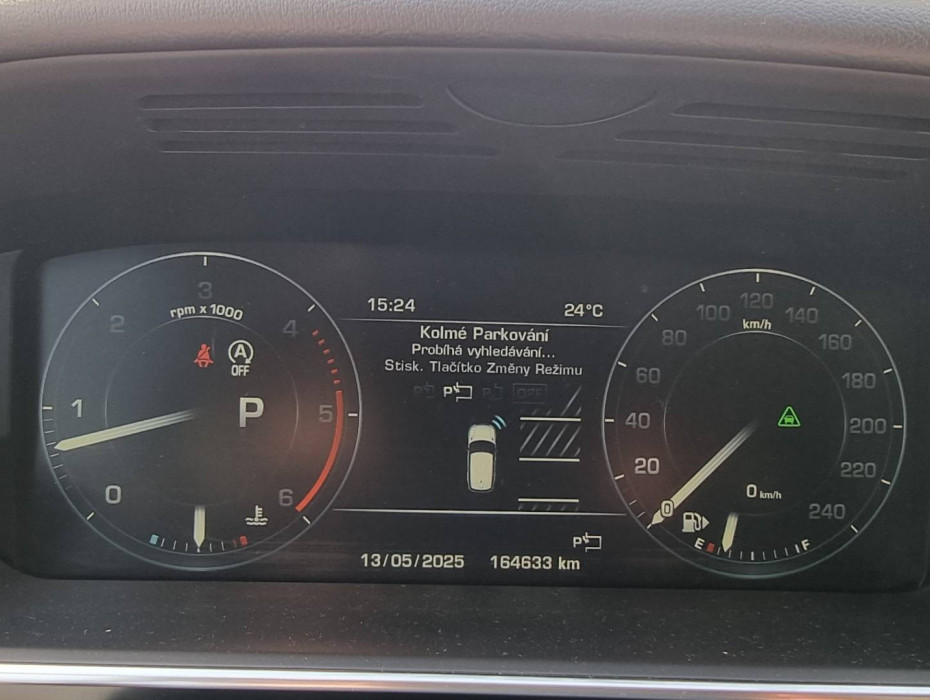 15:24
24°C
Kolmé Parkování
Probíhá vyhledávání...
Stisk. Tlačítko Změny Režimu
P P P OFF
rpm x 1000
0
1
2
3
4
5
6
A
OFF
P
km/h
0
20
40
60
80
100
120
140
160
180
200
220
240
0 km/h
E F
P
13/05/2025 164633 km